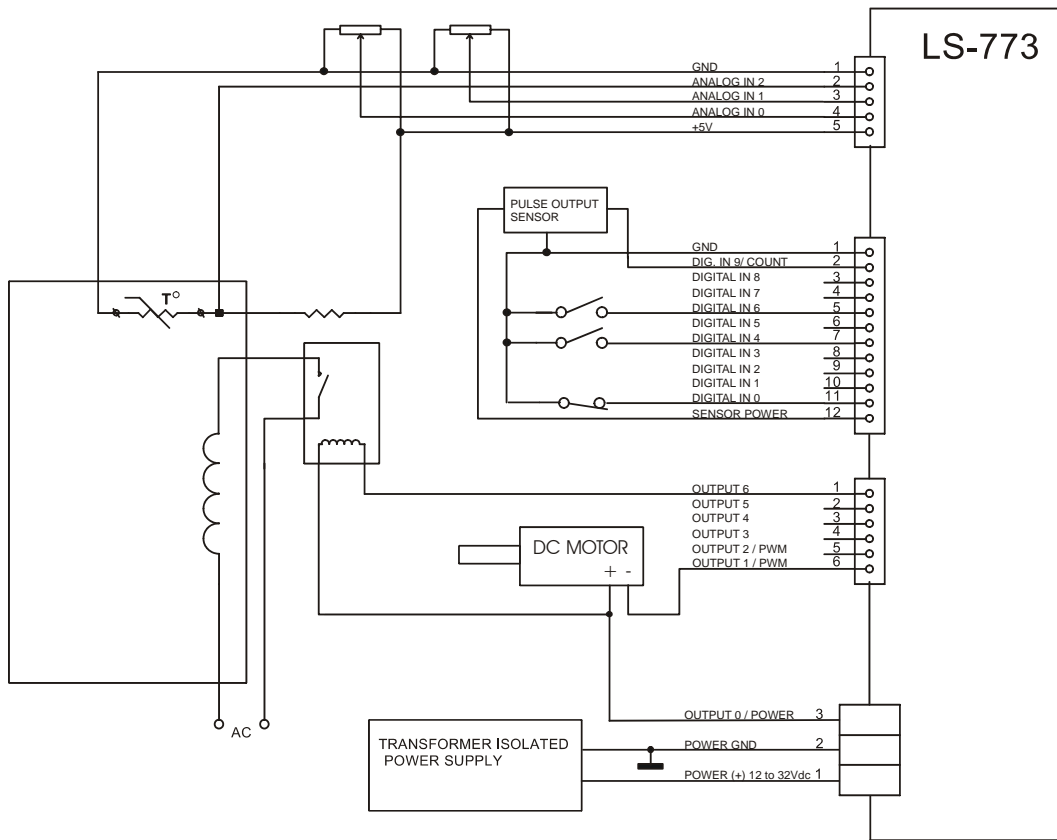 LS-773
GND 1
ANALOG IN 2 2
ANALOG IN 1 3
ANALOG IN 0 4
+5V 5
PULSE OUTPUT
SENSOR
GND 1
DIG. IN 9/ COUNT 2
DIGITAL IN 8 3
DIGITAL IN 7 4
DIGITAL IN 6 5
DIGITAL IN 5 6
DIGITAL IN 4 7
DIGITAL IN 3 8
DIGITAL IN 2 9
DIGITAL IN 1 10
DIGITAL IN 0 11
SENSOR POWER 12
T°
OUTPUT 6 1
OUTPUT 5 2
OUTPUT 4 3
OUTPUT 3 4
OUTPUT 2 / PWM 5
OUTPUT 1 / PWM 6
DC MOTOR
+ -
AC
OUTPUT 0 / POWER 3
POWER GND 2
POWER (+) 12 to 32Vdc 1
TRANSFORMER ISOLATED
POWER SUPPLY